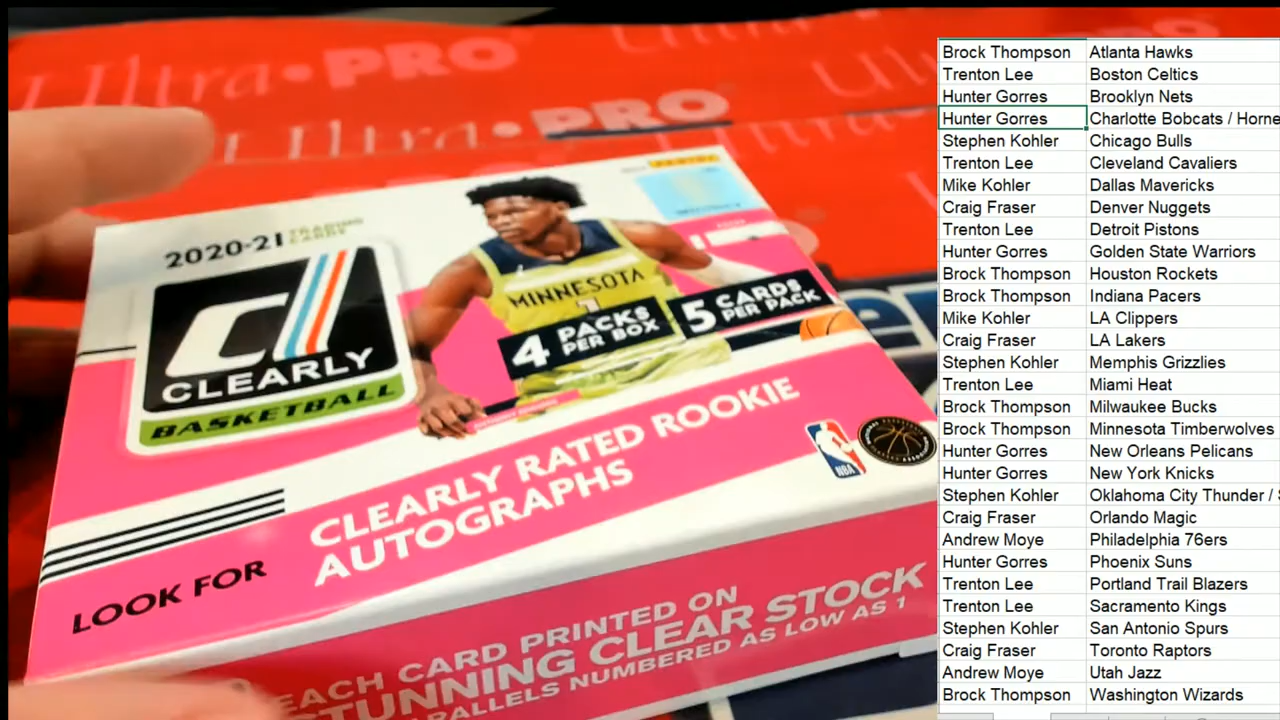 Ultra PRO
PRO
2020-21 TRADING CARDS
CLEARLY
BASKETBALL
PANINI
MINNESOTA
1
4 PACKS PER BOX
5 CARDS PER PACK
CLEARLY RATED ROOKIE
AUTOGRAPHS
LOOK FOR
NBA
EACH CARD PRINTED ON
STUNNING CLEAR STOCK
PARALLELS NUMBERED AS LOW AS 1
Brock Thompson Atlanta Hawks
Trenton Lee Boston Celtics
Hunter Gorres Brooklyn Nets
Hunter Gorres Charlotte Bobcats / Horne
Stephen Kohler Chicago Bulls
Trenton Lee Cleveland Cavaliers
Mike Kohler Dallas Mavericks
Craig Fraser Denver Nuggets
Trenton Lee Detroit Pistons
Hunter Gorres Golden State Warriors
Brock Thompson Houston Rockets
Brock Thompson Indiana Pacers
Mike Kohler LA Clippers
Craig Fraser LA Lakers
Stephen Kohler Memphis Grizzlies
Trenton Lee Miami Heat
Brock Thompson Milwaukee Bucks
Brock Thompson Minnesota Timberwolves
Hunter Gorres New Orleans Pelicans
Hunter Gorres New York Knicks
Stephen Kohler Oklahoma City Thunder /
Craig Fraser Orlando Magic
Andrew Moye Philadelphia 76ers
Hunter Gorres Phoenix Suns
Trenton Lee Portland Trail Blazers
Trenton Lee Sacramento Kings
Stephen Kohler San Antonio Spurs
Craig Fraser Toronto Raptors
Andrew Moye Utah Jazz
Brock Thompson Washington Wizards